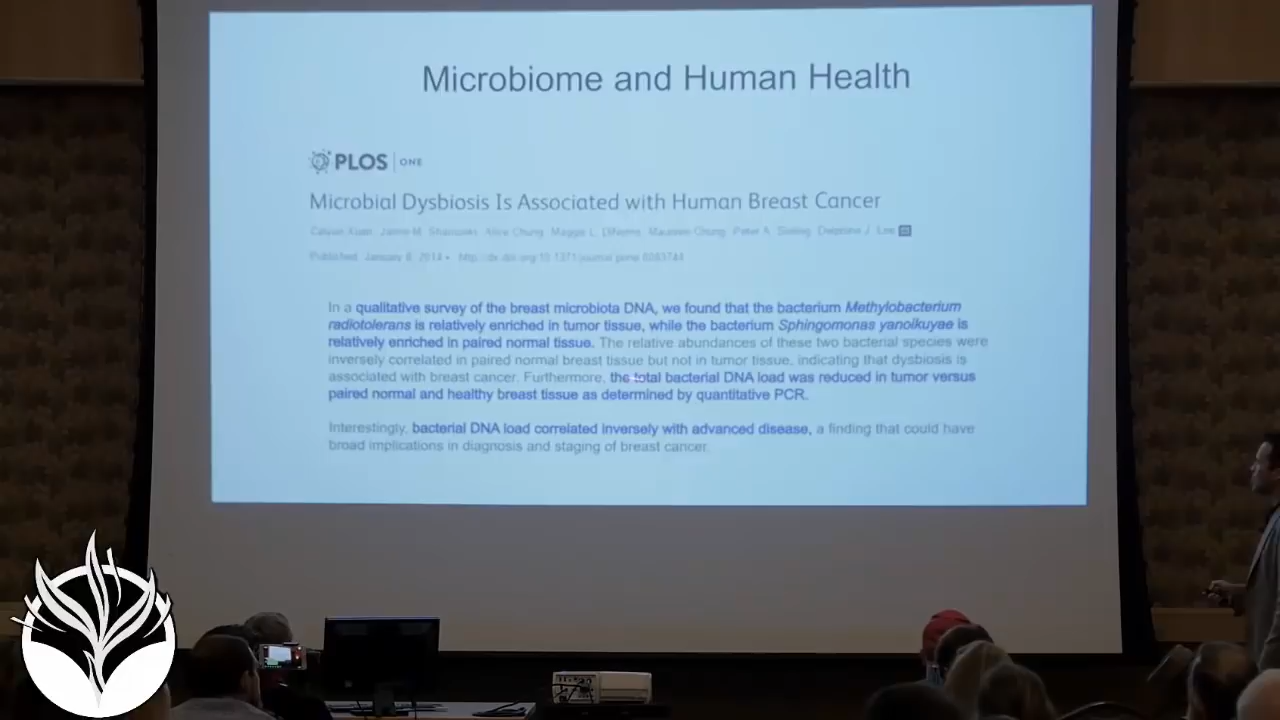 Microbiome and Human Health
PLOS ONE
Microbial Dysbiosis Is Associated with Human Breast Cancer
Published: January 8, 2014 •
In a qualitative survey of the breast microbiota DNA, we found that the bacterium Methylobacterium
radiotolerans is relatively enriched in tumor tissue, while the bacterium Sphingomonas yanoikuyae is
relatively enriched in paired normal tissue. The relative abundances of these two bacterial species were
inversely correlated in paired normal breast tissue but not in tumor tissue, indicating that dysbiosis is
associated with breast cancer. Furthermore, the total bacterial DNA load was reduced in tumor versus
paired normal and healthy breast tissue as determined by quantitative PCR.
Interestingly, bacterial DNA load correlated inversely with advanced disease, a finding that could have
broad implications in diagnosis and staging of breast cancer.